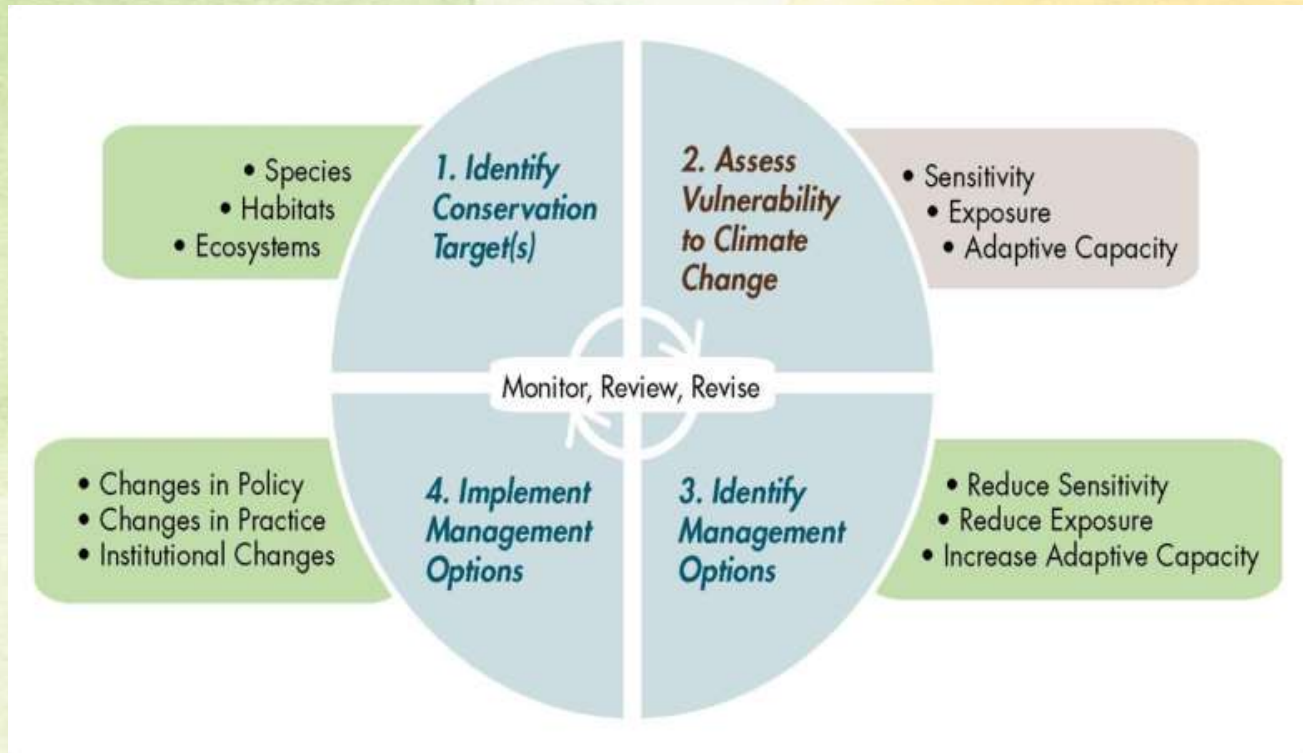 • Species
• Habitats
• Ecosystems
1. Identify
Conservation
Target(s)
2. Assess
Vulnerability
to Climate
Change
• Sensitivity
• Exposure
• Adaptive Capacity
Monitor, Review, Revise
• Changes in Policy
• Changes in Practice
• Institutional Changes
4. Implement
Management
Options
3. Identify
Management
Options
• Reduce Sensitivity
• Reduce Exposure
• Increase Adaptive Capacity